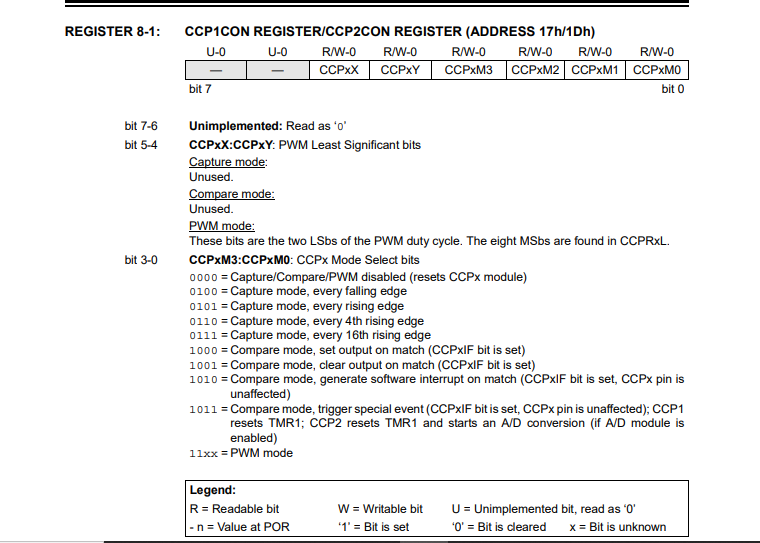 REGISTER 8-1: CCP1CON REGISTER/CCP2CON REGISTER (ADDRESS 17h/1Dh)
U-0 U-0 R/W-0 R/W-0 R/W-0 R/W-0 R/W-0 R/W-0
— — CCPxX CCPxY CCPxM3 CCPxM2 CCPxM1 CCPxM0
bit 7 bit 0
bit 7-6 Unimplemented: Read as ‘0’
bit 5-4 CCPxX:CCPxY: PWM Least Significant bits
Capture mode:
Unused.
Compare mode:
Unused.
PWM mode:
These bits are the two LSbs of the PWM duty cycle. The eight MSbs are found in CCPRxL.
bit 3-0 CCPxM3:CCPxM0: CCPx Mode Select bits
0000 = Capture/Compare/PWM disabled (resets CCPx module)
0100 = Capture mode, every falling edge
0101 = Capture mode, every rising edge
0110 = Capture mode, every 4th rising edge
0111 = Capture mode, every 16th rising edge
1000 = Compare mode, set output on match (CCPxIF bit is set)
1001 = Compare mode, clear output on match (CCPxIF bit is set)
1010 = Compare mode, generate software interrupt on match (CCPxIF bit is set, CCPx pin is
unaffected)
1011 = Compare mode, trigger special event (CCPxIF bit is set, CCPx pin is unaffected); CCP1
resets TMR1; CCP2 resets TMR1 and starts an A/D conversion (if A/D module is
enabled)
11xx = PWM mode
Legend:
R = Readable bit W = Writable bit U = Unimplemented bit, read as ‘0’
- n = Value at POR ‘1’ = Bit is set ‘0’ = Bit is cleared x = Bit is unknown